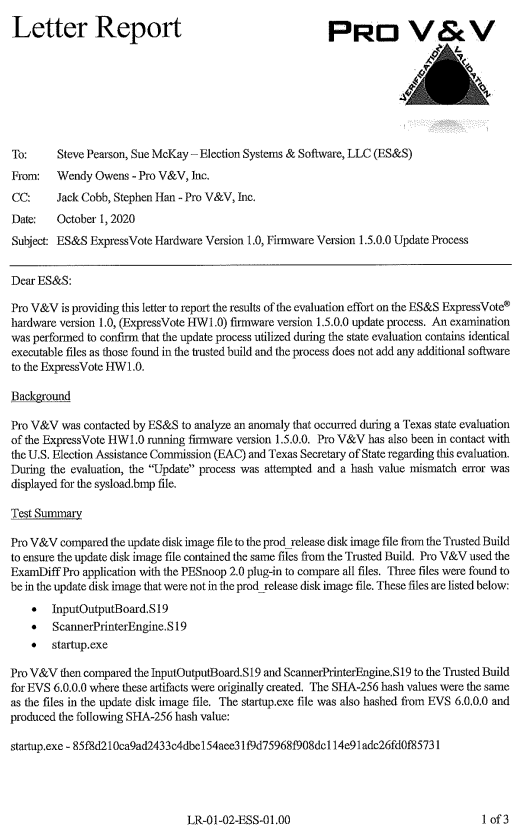 Letter Report
PRO V&V
VERIFICATION
VALIDATION
To: Steve Pearson, Sue McKay – Election Systems & Software, LLC (ES&S)
From: Wendy Owens - Pro V&V, Inc.
CC: Jack Cobb, Stephen Han - Pro V&V, Inc.
Date: October 1, 2020
Subject: ES&S ExpressVote Hardware Version 1.0, Firmware Version 1.5.0.0 Update Process
Dear ES&S:
Pro V&V is providing this letter to report the results of the evaluation effort on the ES&S ExpressVote®
hardware version 1.0, (ExpressVote HW1.0) firmware version 1.5.0.0 update process. An examination
was performed to confirm that the update process utilized during the state evaluation contains identical
executable files as those found in the trusted build and the process does not add any additional software
to the ExpressVote HW1.0.
Background
Pro V&V was contacted by ES&S to analyze an anomaly that occurred during a Texas state evaluation
of the ExpressVote HW1.0 running firmware version 1.5.0.0. Pro V&V has also been in contact with
the U.S. Election Assistance Commission (EAC) and Texas Secretary of State regarding this evaluation.
During the evaluation, the “Update” process was attempted and a hash value mismatch error was
displayed for the sysload.bmp file.
Test Summary
Pro V&V compared the update disk image file to the prod_release disk image file from the Trusted Build
to ensure the update disk image file contained the same files from the Trusted Build. Pro V&V used the
ExamDiff Pro application with the PESnoop 2.0 plug-in to compare all files. Three files were found to
be in the update disk image that were not in the prod_release disk image file. These files are listed below:
• InputOutputBoard.S19
• ScannerPrinterEngine.S19
• startup.exe
Pro V&V then compared the InputOutputBoard.S19 and ScannerPrinterEngine.S19 to the Trusted Build
for EVS 6.0.0.0 where these artifacts were originally created. The SHA-256 hash values were the same
as the files in the update disk image file. The startup.exe file was also hashed from EVS 6.0.0.0 and
produced the following SHA-256 hash value:
startup.exe - 85f8d210ca9ad2433c4dbe154aee31f9d75968f908dc114e91adc26fd0f85731
LR-01-02-ESS-01.00
1 of 3